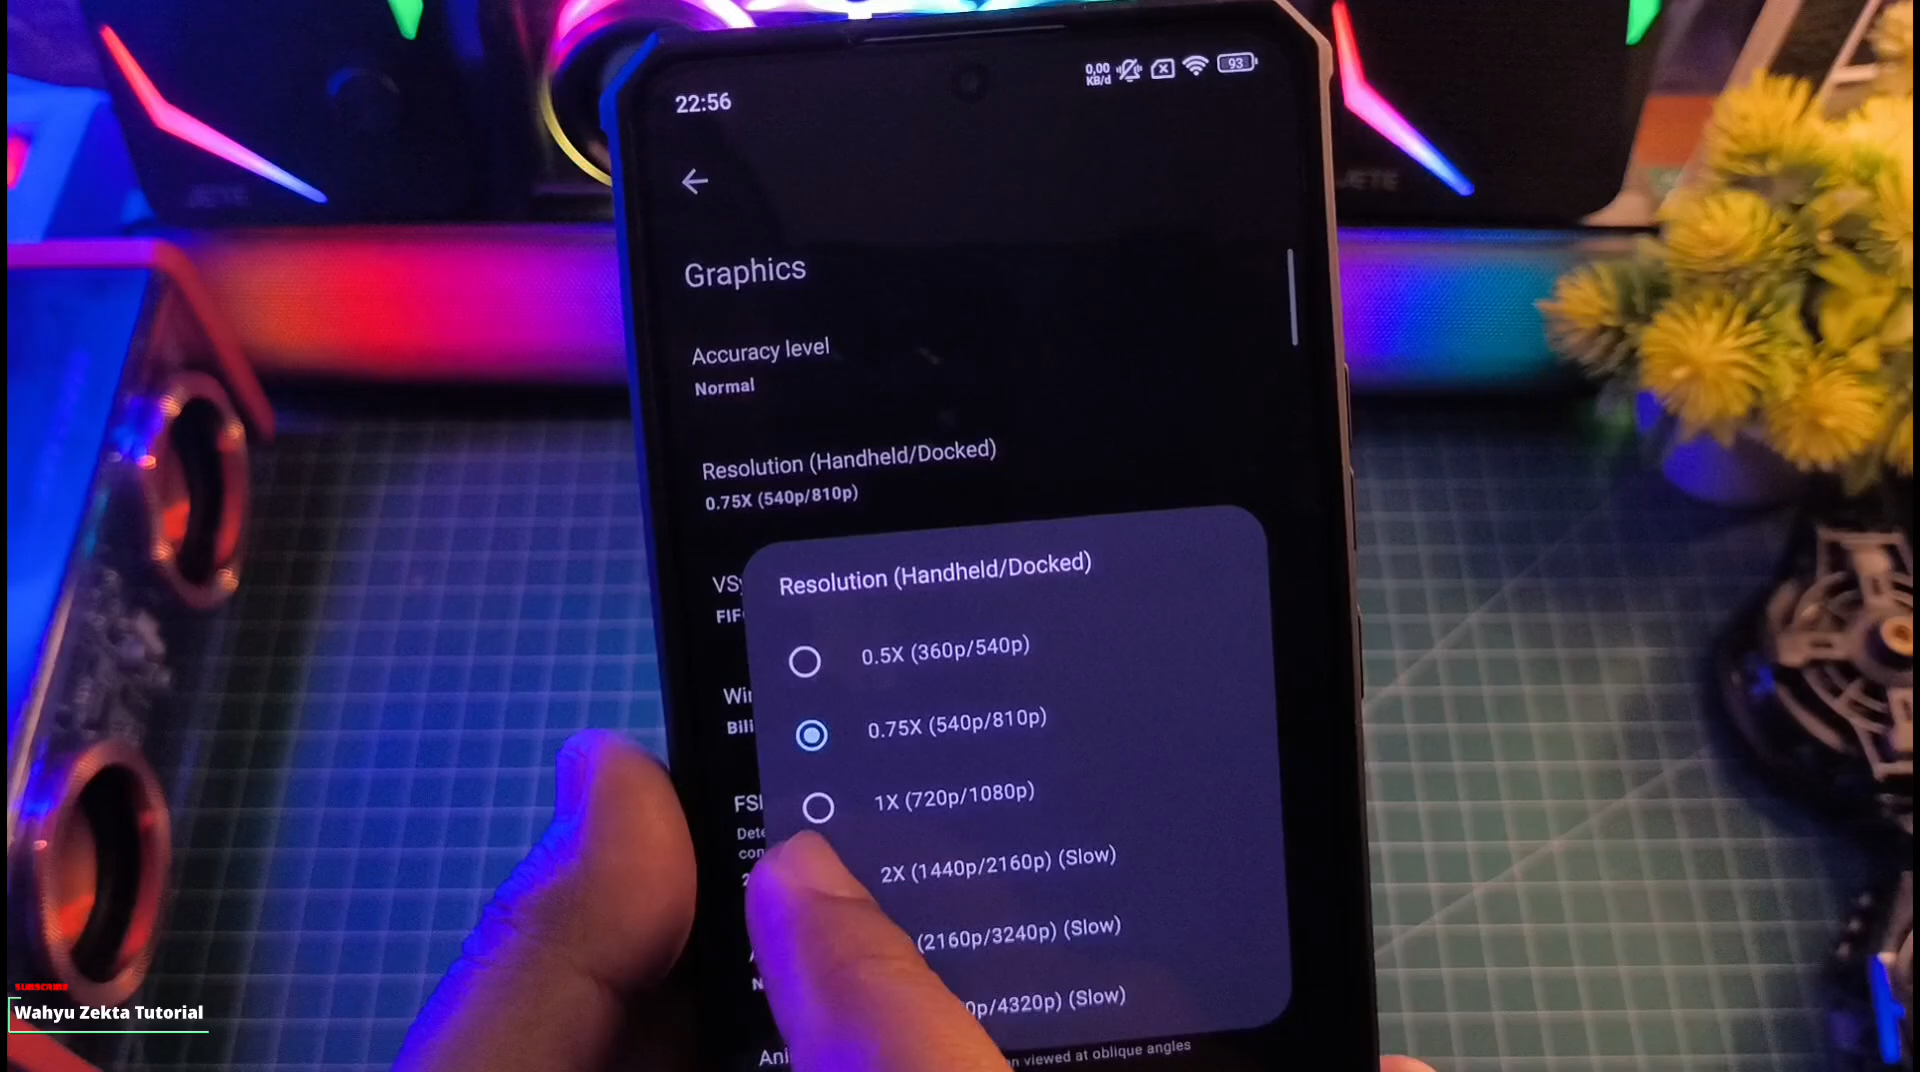 0,00
KB/d
93
22:56
Graphics
Accuracy level
Normal
Resolution (Handheld/Docked)
0.75X (540p/810p)
Resolution (Handheld/Docked)
0.5X (360p/540p)
0.75X (540p/810p)
1X (720p/1080p)
2X (1440p/2160p) (Slow)
(2160p/3240p) (Slow)
0p/4320p) (Slow)
viewed at oblique angles
SUBSCRIBE
Wahyu Zekta Tutorial